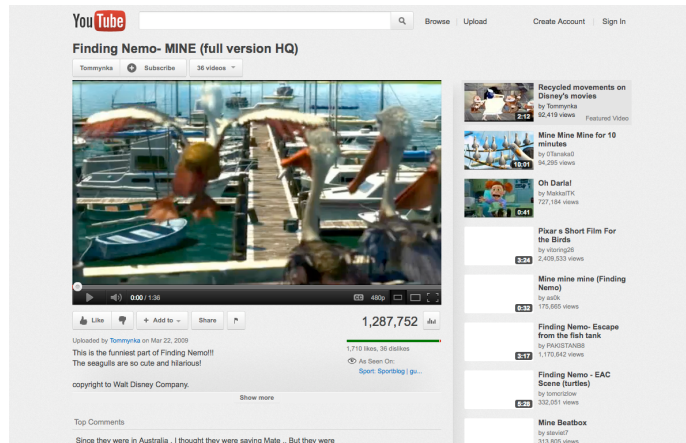 YouTube
Browse | Upload
Create Account | Sign In
Finding Nemo- MINE (full version HQ)
Tommynka Subscribe 36 videos
0:00 / 1:36
CC 480p
Like + Add to Share
1,287,752
Uploaded by Tommynka on Mar 22, 2009
This is the funniest part of Finding Nemo!!!
The seagulls are so cute and hilarious!
copyright to Walt Disney Company.
1,710 likes, 36 dislikes
As Seen On:
Sport: Sportblog | gu...
Show more
Top Comments
Since they were in Australia , I thought they were saying Mate .. But they were
2:13
Recycled movements on
Disney's movies
by Tommynka
92,419 views
Featured Video
10:01
Mine Mine Mine for 10
minutes
by 0Tanaka0
94,295 views
0:41
Oh Darla!
by MakkaITK
727,184 views
3:24
Pixar s Short Film For
the Birds
by vitoring26
2,409,533 views
0:32
Mine mine mine (Finding
Nemo)
by as0k
175,665 views
3:17
Finding Nemo- Escape
from the fish tank
by PAKISTANB8
1,170,642 views
5:28
Finding Nemo - EAC
Scene (turtles)
by tomcrizlow
332,051 views
Mine Beatbox
by steviet7
313,805 views